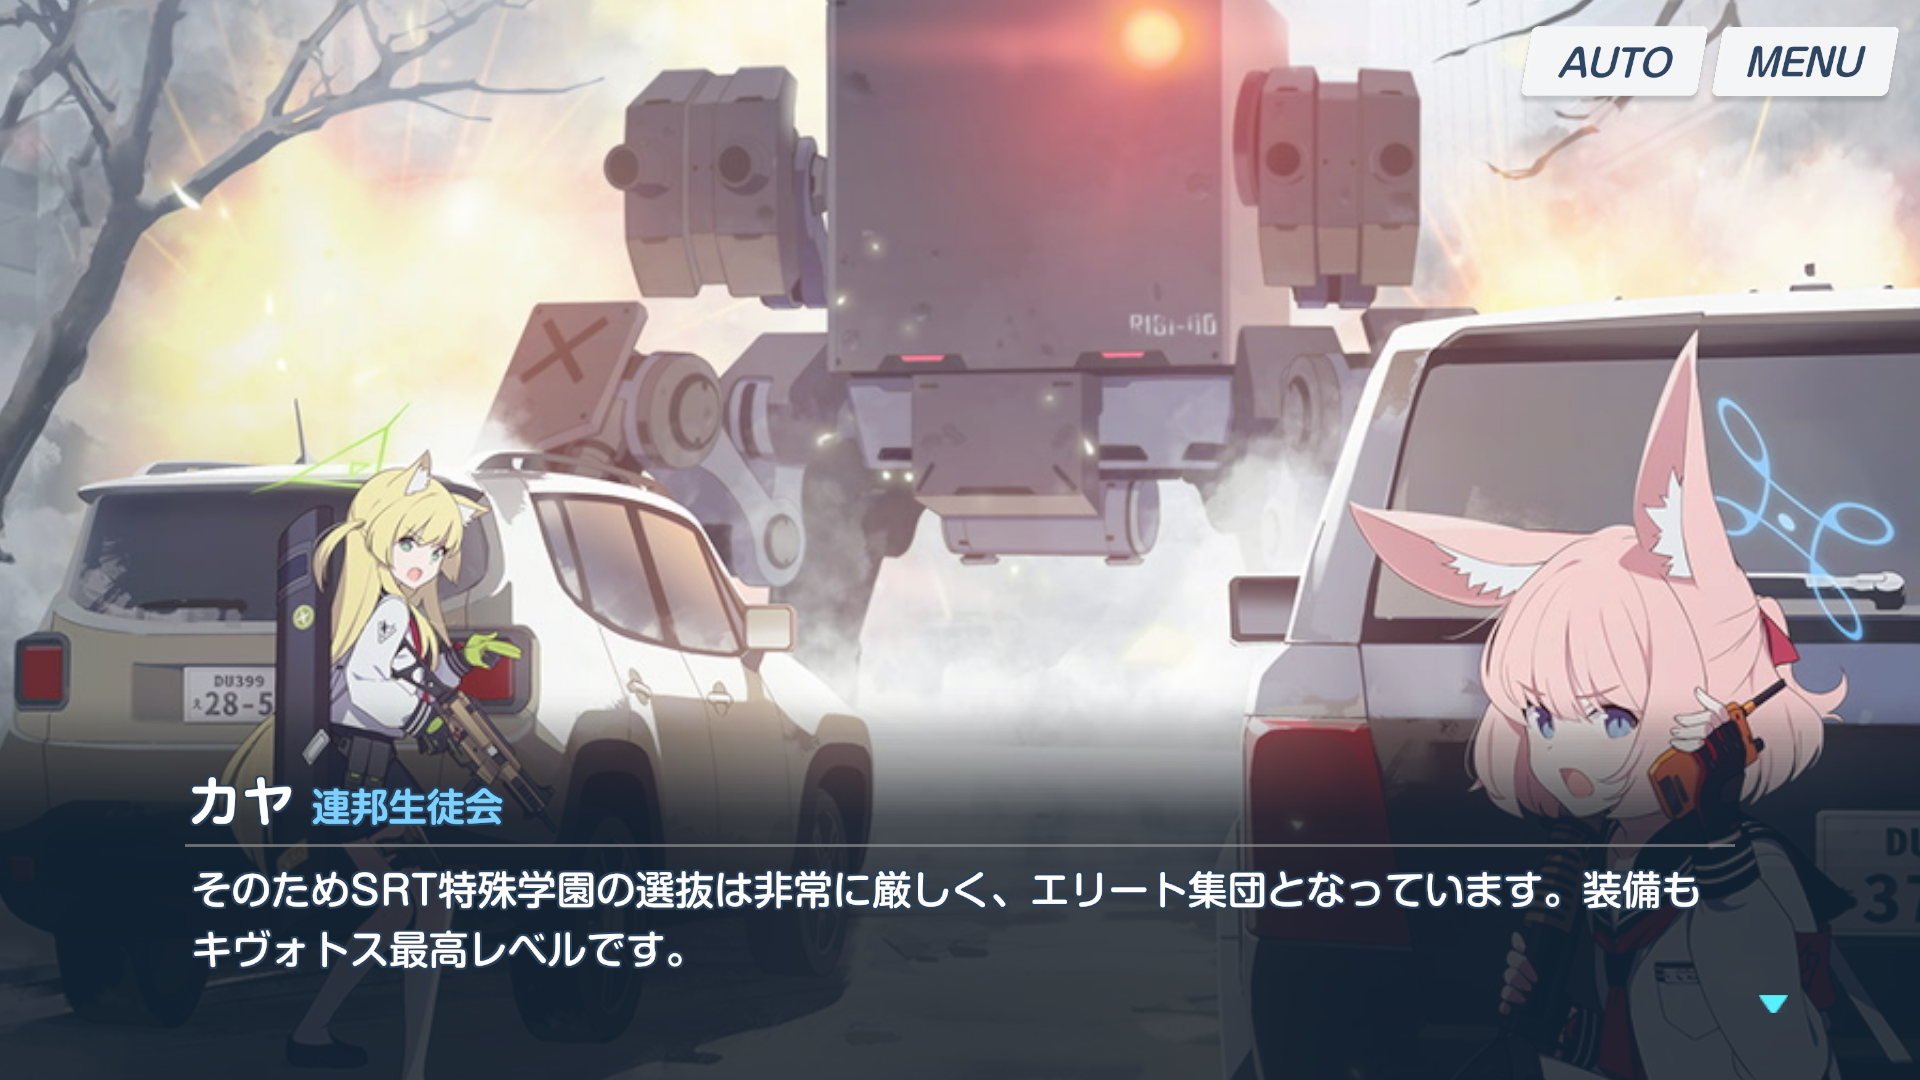 AUTO MENU
DU399
28-5
カヤ 連邦生徒会
そのためSRT特殊学園の選抜は非常に厳しく、エリート集団となっています。装備も
キヴォトス最高レベルです。
DU
37